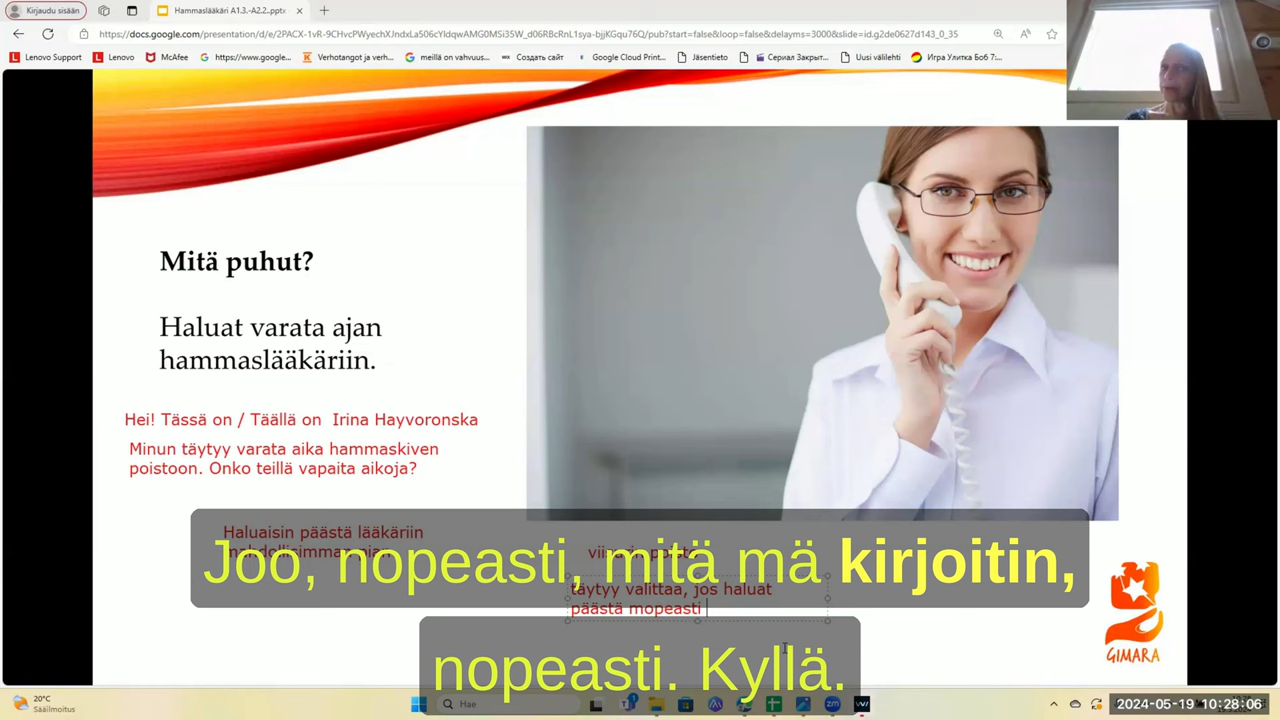 Kirjaudu sisään
Hammaslääkäri A1.3.-A2.2..pptx
https://docs.google.com/presentation/d/e/2PACX-1vR-9CHvcPWyechXJndxLa506cYldqwAMG0MSi35W_d06RBcRnL1sya-bjjKGqu76Q/pub?start=false&loop=false&delayms=3000&slide=id.g2de0627d143_0_35
Lenovo Support
Lenovo
McAfee
https://www.google...
Verhotangot ja verh...
meillä on vahvuus...
Создать сайт
Google Cloud Print...
Jäsentieto
Сериал Закрыт...
Uusi välilehti
Игра Улитка Боб 7:...
Mitä puhut?
Haluat varata ajan
hammaslääkäriin.
Hei! Tässä on / Täällä on Irina Hayvoronska
Minun täytyy varata aika hammaskiven
poistoon. Onko teillä vapaita aikoja?
Haluaisin päästä lääkäriin
täytyy valittaa, jos haluat
päästä mopeasti
Joo, nopeasti, mitä mä kirjoitin,
nopeasti. Kyllä.
GIMARA
20°C
Säätilmoitus
Hae
2024-05-19 10:28:06